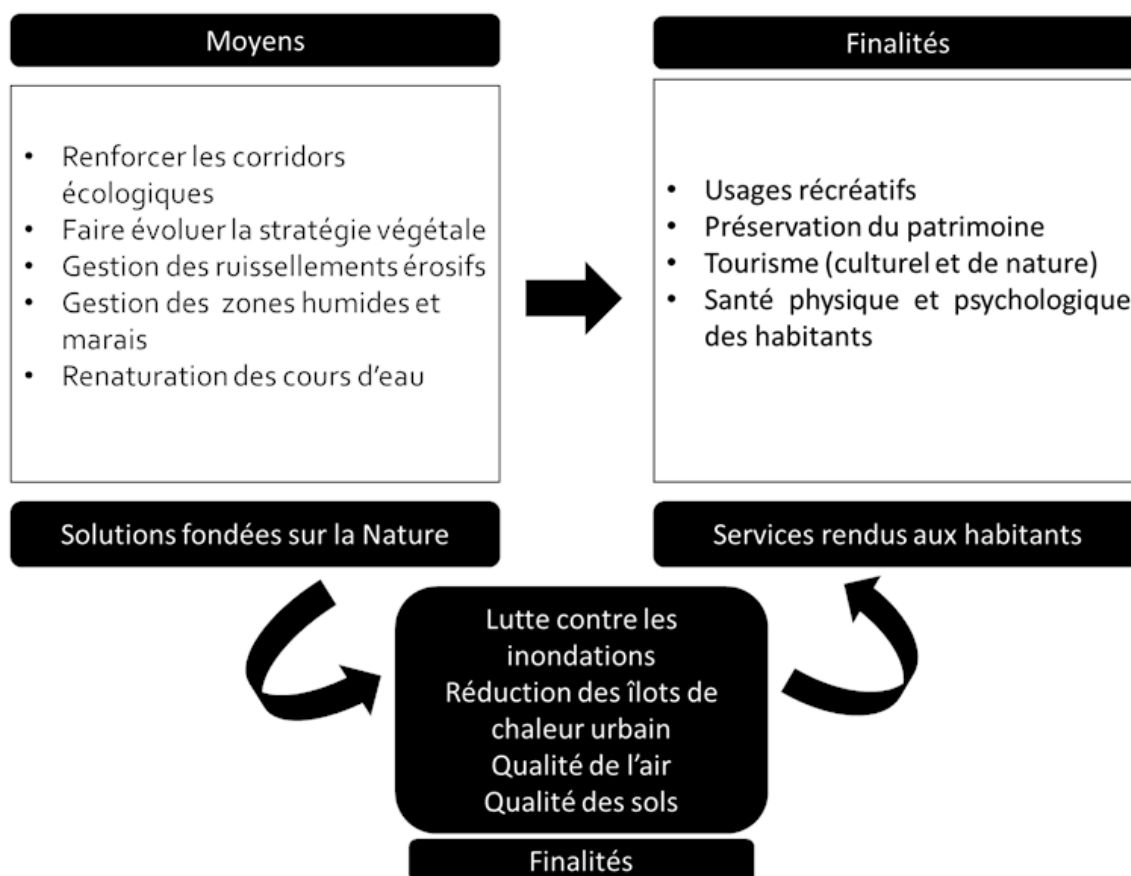 Moyens
• Renforcer les corridors
écologiques
• Faire évoluer la stratégie végétale
• Gestion des ruissellements érosifs
• Gestion des zones humides et
marais
• Renaturation des cours d'eau
Solutions fondées sur la Nature
Finalités
• Usages récréatifs
• Préservation du patrimoine
• Tourisme (culturel et de nature)
• Santé physique et psychologique
des habitants
Services rendus aux habitants
Lutte contre les
inondations
Réduction des îlots de
chaleur urbain
Qualité de l'air
Qualité des sols
Finalités